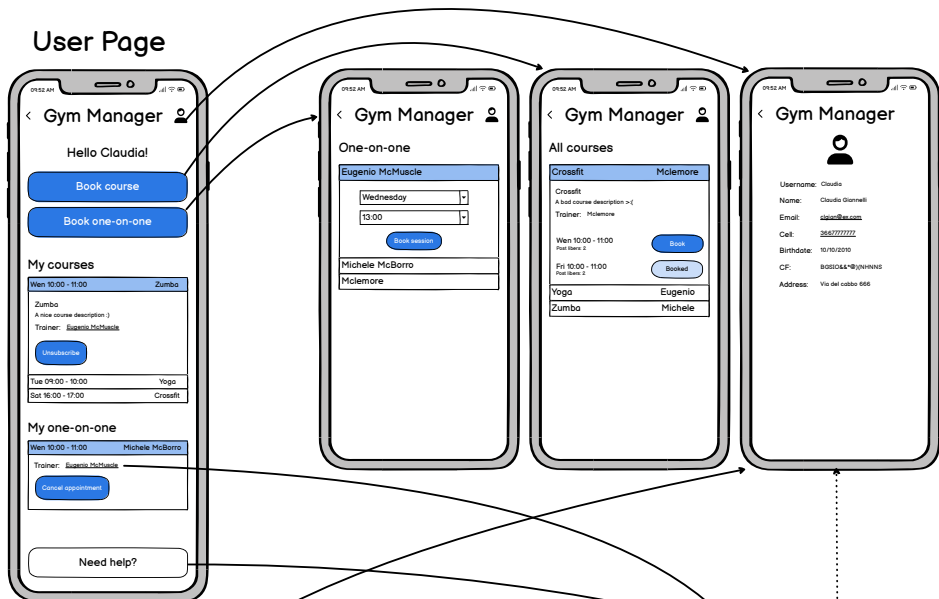 User Page
09:52 AM
Gym Manager
Hello Claudia!
Book course
Book one-on-one
My courses
Wen 10:00 - 11:00 Zumba
Zumba
A nice course description :)
Trainer: Eugenio McMuscle
Unsubscribe
Tue 09:00 - 10:00 Yoga
Sat 16:00 - 17:00 Crossfit
My one-on-one
Wen 10:00 - 11:00 Michele McBorro
Trainer: Eugenio McMuscle
Cancel appointment
Need help?
09:52 AM
Gym Manager
One-on-one
Eugenio McMuscle
Wednesday
13:00
Book session
Michele McBorro
Mclemore
09:52 AM
Gym Manager
All courses
Crossfit Mclemore
Crossfit
A bad course description >:(
Trainer: Mclemore
Wen 10:00 - 11:00
Post libers: 2
Book
Fri 10:00 - 11:00
Post libers: 2
Booked
Yoga Eugenio
Zumba Michele
09:52 AM
Gym Manager
Username: Claudia
Name: Claudia Giannelli
Email: clgian@ex.com
Cell: 3667777777
Birthdate: 10/10/2010
CF:
Address: Via del cabbo 666